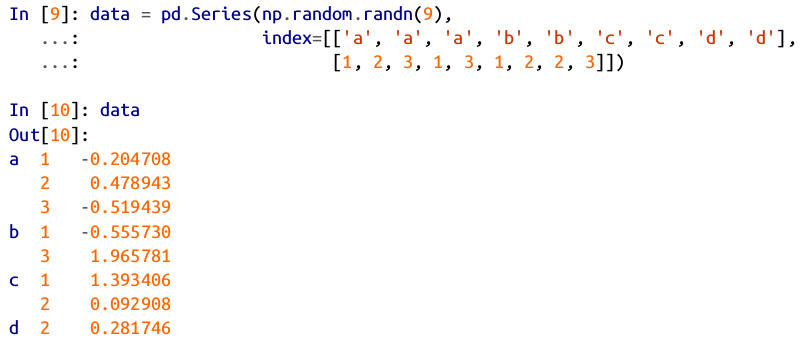 In [9]: data = pd.Series(np.random.randn(9),
   ...:                  index=[['a', 'a', 'a', 'b', 'b', 'c', 'c', 'd', 'd'],
   ...:                         [1, 2, 3, 1, 3, 1, 2, 2, 3]])
In [10]: data
Out[10]:
a  1   -0.204708
   2    0.478943
   3   -0.519439
b  1   -0.555730
   3    1.965781
c  1    1.393406
   2    0.092908
d  2    0.281746